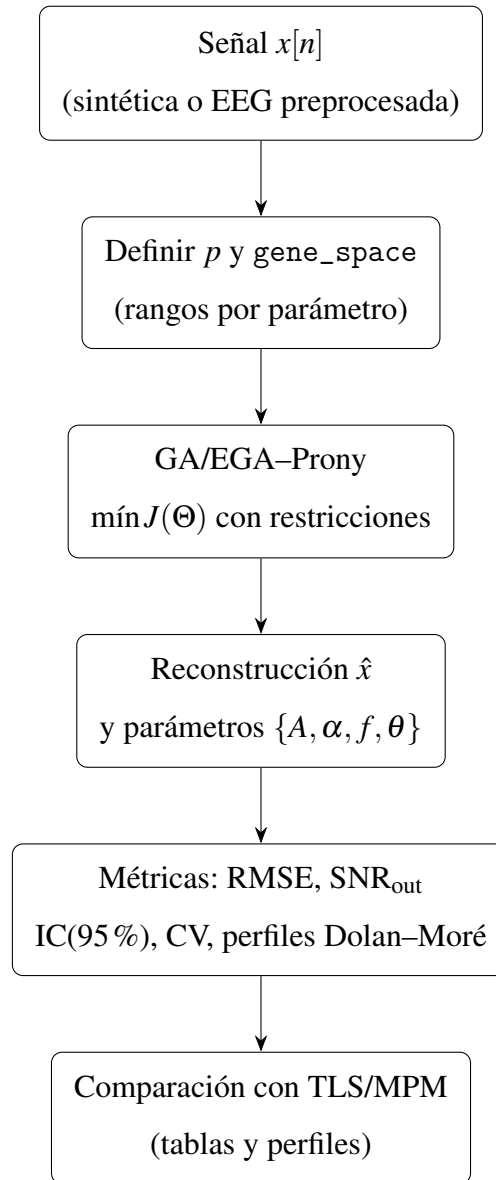 Señal x[n]
(sintética o EEG preprocesada)
Definir p y gene_space
(rangos por parámetro)
GA/EGA–Prony
mín J(Θ) con restricciones
Reconstrucción x̂
y parámetros {A, α, f, θ}
Métricas: RMSE, SNRout
IC(95 %), CV, perfiles Dolan–Moré
Comparación con TLS/MPM
(tablas y perfiles)